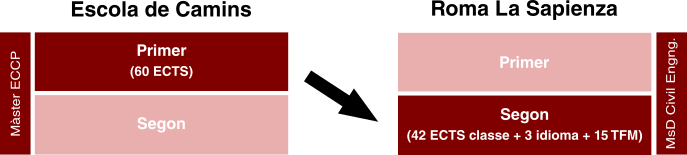 Escola de Camins
Màster ECCP
Primer
(60 ECTS)
Segon
Roma La Sapienza
Primer
Segon
(42 ECTS classe + 3 idioma + 15 TFM)
MsD Civil Engng.